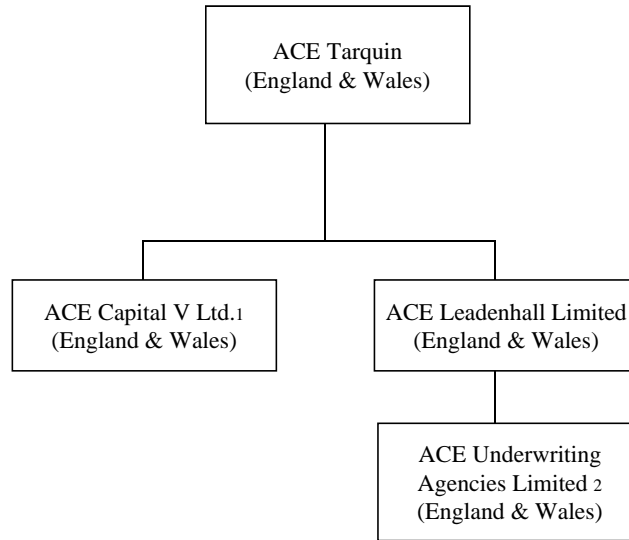 ACE Tarquin
(England & Wales)
ACE Capital V Ltd.1
(England & Wales)
ACE Leadenhall Limited
(England & Wales)
ACE Underwriting
Agencies Limited 2
(England & Wales)